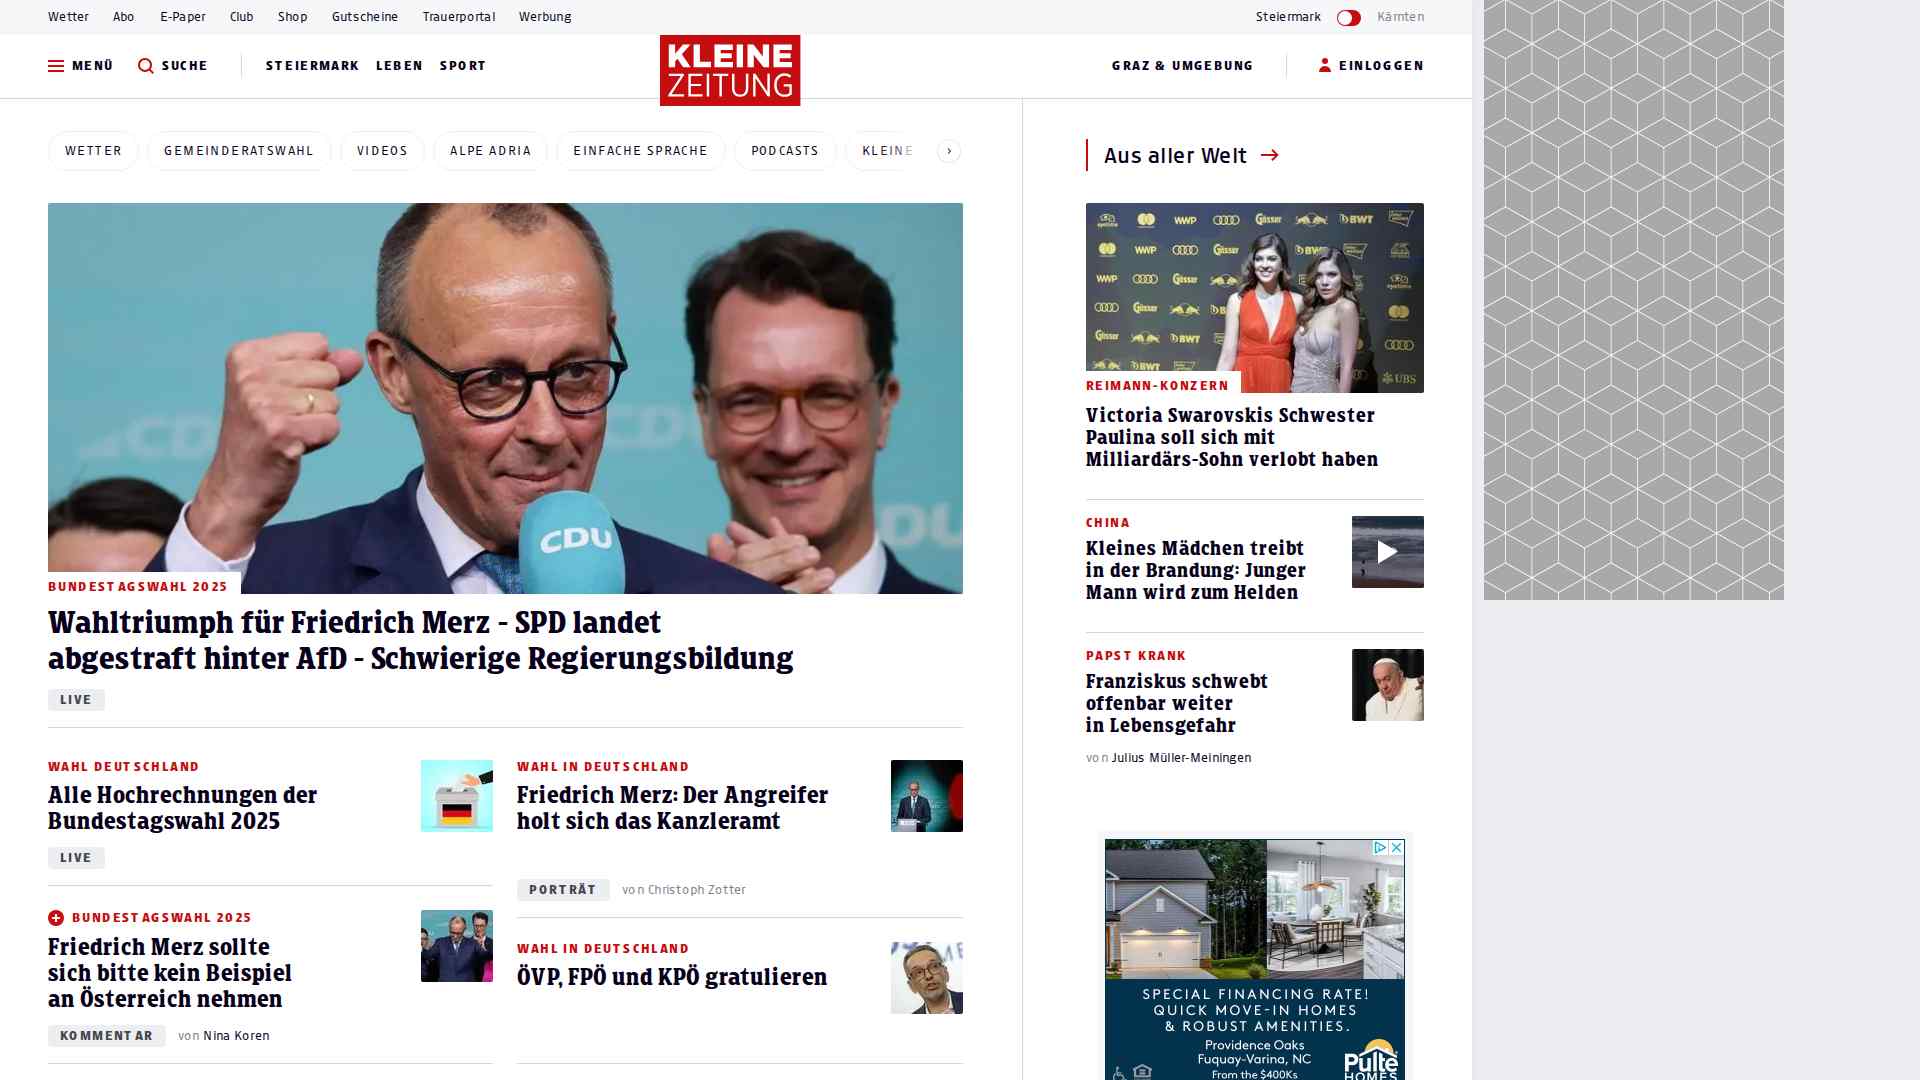 Wetter Abo E-Paper Club Shop Gutscheine Trauerportal Werbung Steiermark Kärnten
MENÜ SUCHE STEIERMARK LEBEN SPORT
KLEINE
ZEITUNG
GRAZ & UMGEBUNG EINLOGGEN
WETTER GEMEINDERATSWAHL VIDEOS ALPE ADRIA EINFACHE SPRACHE PODCASTS KLEINE
CDU
BUNDESTAGSWAHL 2025
Wahltriumph für Friedrich Merz – SPD landet
abgestraft hinter AfD – Schwierige Regierungsbildung
LIVE
WAHL DEUTSCHLAND
Alle Hochrechnungen der
Bundestagswahl 2025
LIVE
BUNDESTAGSWAHL 2025
Friedrich Merz sollte
sich bitte kein Beispiel
an Österreich nehmen
KOMMENTAR von Nina Koren
WAHL IN DEUTSCHLAND
Friedrich Merz: Der Angreifer
holt sich das Kanzleramt
PORTRÄT von Christoph Zotter
WAHL IN DEUTSCHLAND
ÖVP, FPÖ und KPÖ gratulieren
Aus aller Welt
WWP Gösser BWT
UBS
REIMANN-KONZERN
Victoria Swarovskis Schwester
Paulina soll sich mit
Milliardärs-Sohn verlobt haben
CHINA
Kleines Mädchen treibt
in der Brandung: Junger
Mann wird zum Helden
PAPST KRANK
Franziskus schwebt
offenbar weiter
in Lebensgefahr
von Julius Müller-Meiningen
SPECIAL FINANCING RATE!
QUICK MOVE-IN HOMES
& ROBUST AMENITIES.
Providence Oaks
Fuquay-Varina, NC
From the $400Ks
Pulte
HOMES